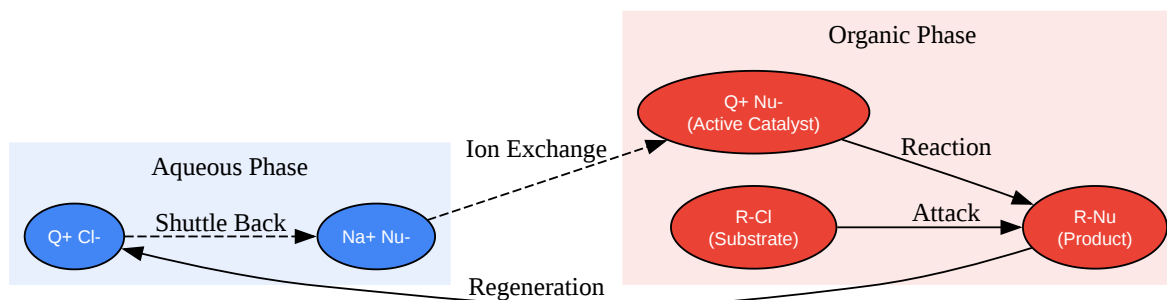 Organic Phase
Q+ Nu-
(Active Catalyst)
Ion Exchange
Reaction
Aqueous Phase
Q+ Cl-
Shuttle Back
Na+ Nu-
R-Cl
(Substrate)
Attack
R-Nu
(Product)
Regeneration